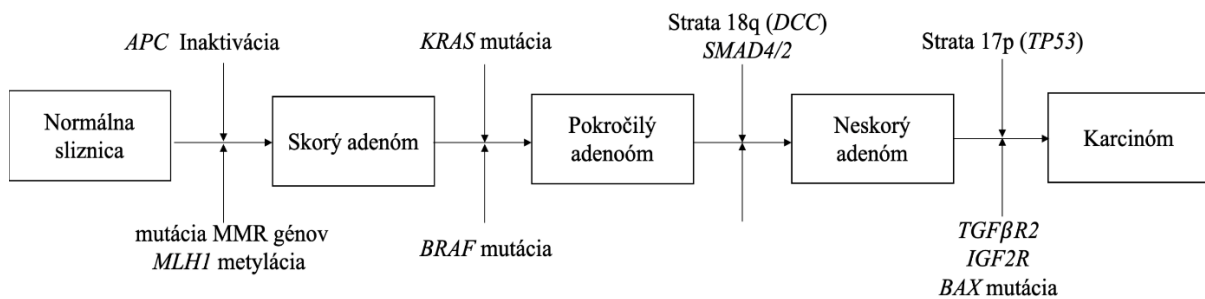 APC Inaktivácia
KRAS mutácia
Strata 18q (DCC)
SMAD4/2
Strata 17p (TP53)
Normálna
sliznica
Skorý adenóm
Pokročilý
adenoóm
Neskorý
adenóm
Karcinóm
mutácia MMR génov
MLH1 metylácia
BRAF mutácia
TGFβR2
IGF2R
BAX mutácia